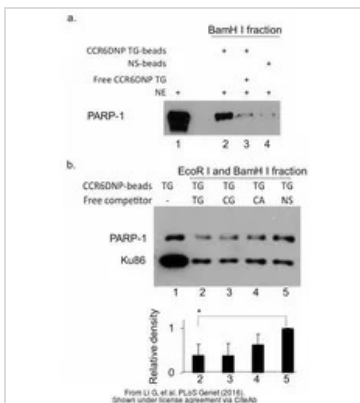 a.
BamH I fraction
CCR6DNP TG-beads + +
NS-beads +
Free CCR6DNP TG +
NE + + + +
PARP-1
1 2 3 4
b.
EcoR I and BamH I fraction
CCR6DNP-beads TG TG TG TG TG
Free competitor - TG CG CA NS
PARP-1
Ku86
1 2 3 4 5
*
Relative density
1
0
2 3 4 5
From Li G, et al. PLoS Genet (2016).
Shown under license agreement via CiteAb